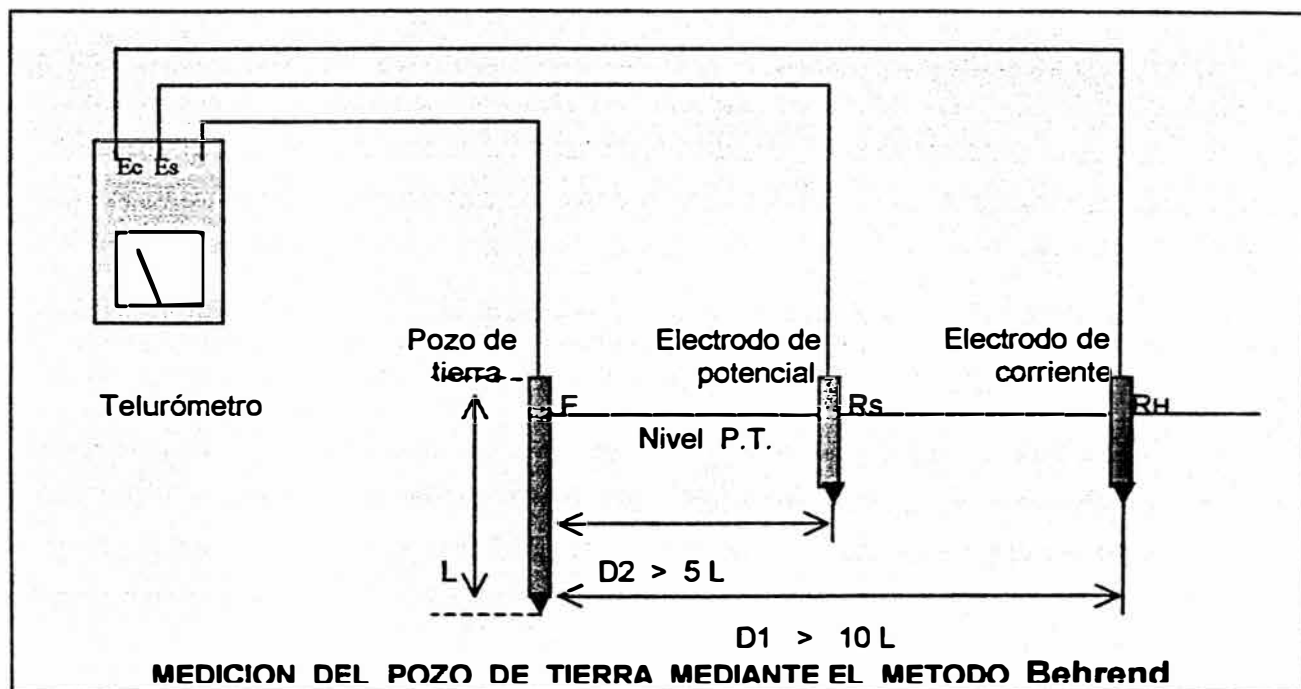 Ec Es
Pozo de
tierra
Electrodo de
potencial
Electrodo de
corriente
Telurómetro
E
Rs
RH
Nivel P.T.
L
D2 > 5 L
D1 > 10 L
MEDICION DEL POZO DE TIERRA MEDIANTE EL METODO Behrend